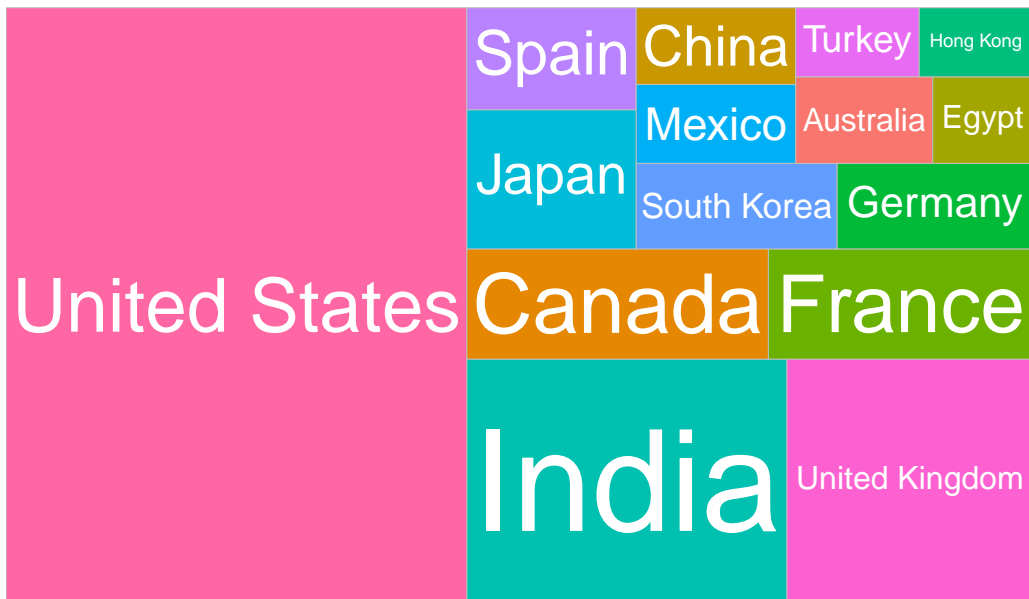 Spain
China
Turkey
Hong Kong
Mexico
Australia
Egypt
Japan
South Korea
Germany
United States
Canada
France
India
United Kingdom